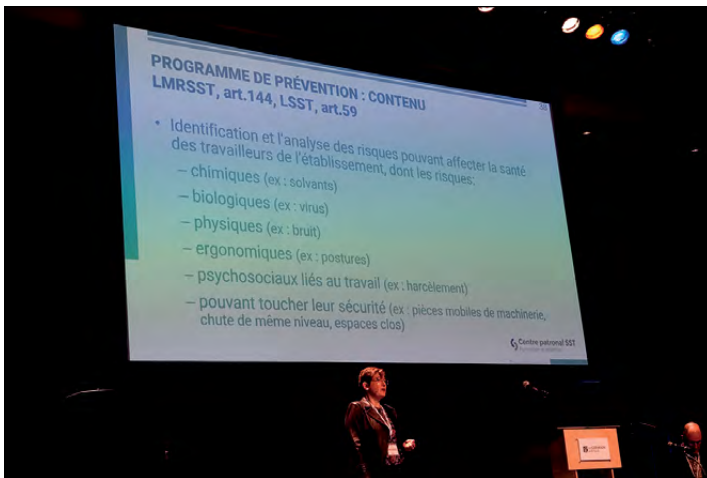 PROGRAMME DE PRÉVENTION : CONTENU
LMRSST, art.144, LSST, art.59
• Identification et l'analyse des risques pouvant affecter la santé
des travailleurs de l'établissement, dont les risques:
– chimiques (ex : solvants)
– biologiques (ex : virus)
– physiques (ex : bruit)
– ergonomiques (ex : postures)
– psychosociaux liés au travail (ex : harcèlement)
– pouvant toucher leur sécurité (ex : pièces mobiles de machinerie,
chute de même niveau, espaces clos)
Centre patronal SST